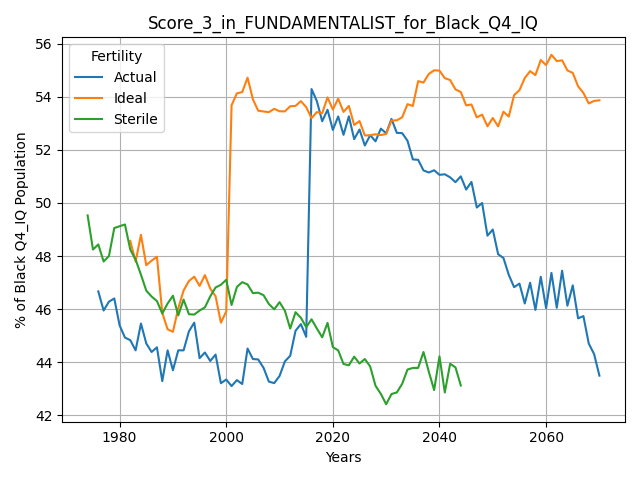 Score_3_in_FUNDAMENTALIST_for_Black_Q4_IQ
56
54
52
50
48
46
44
42
% of Black Q4_IQ Population
Fertility
Actual
Ideal
Sterile
1980
2000
2020
2040
2060
Years